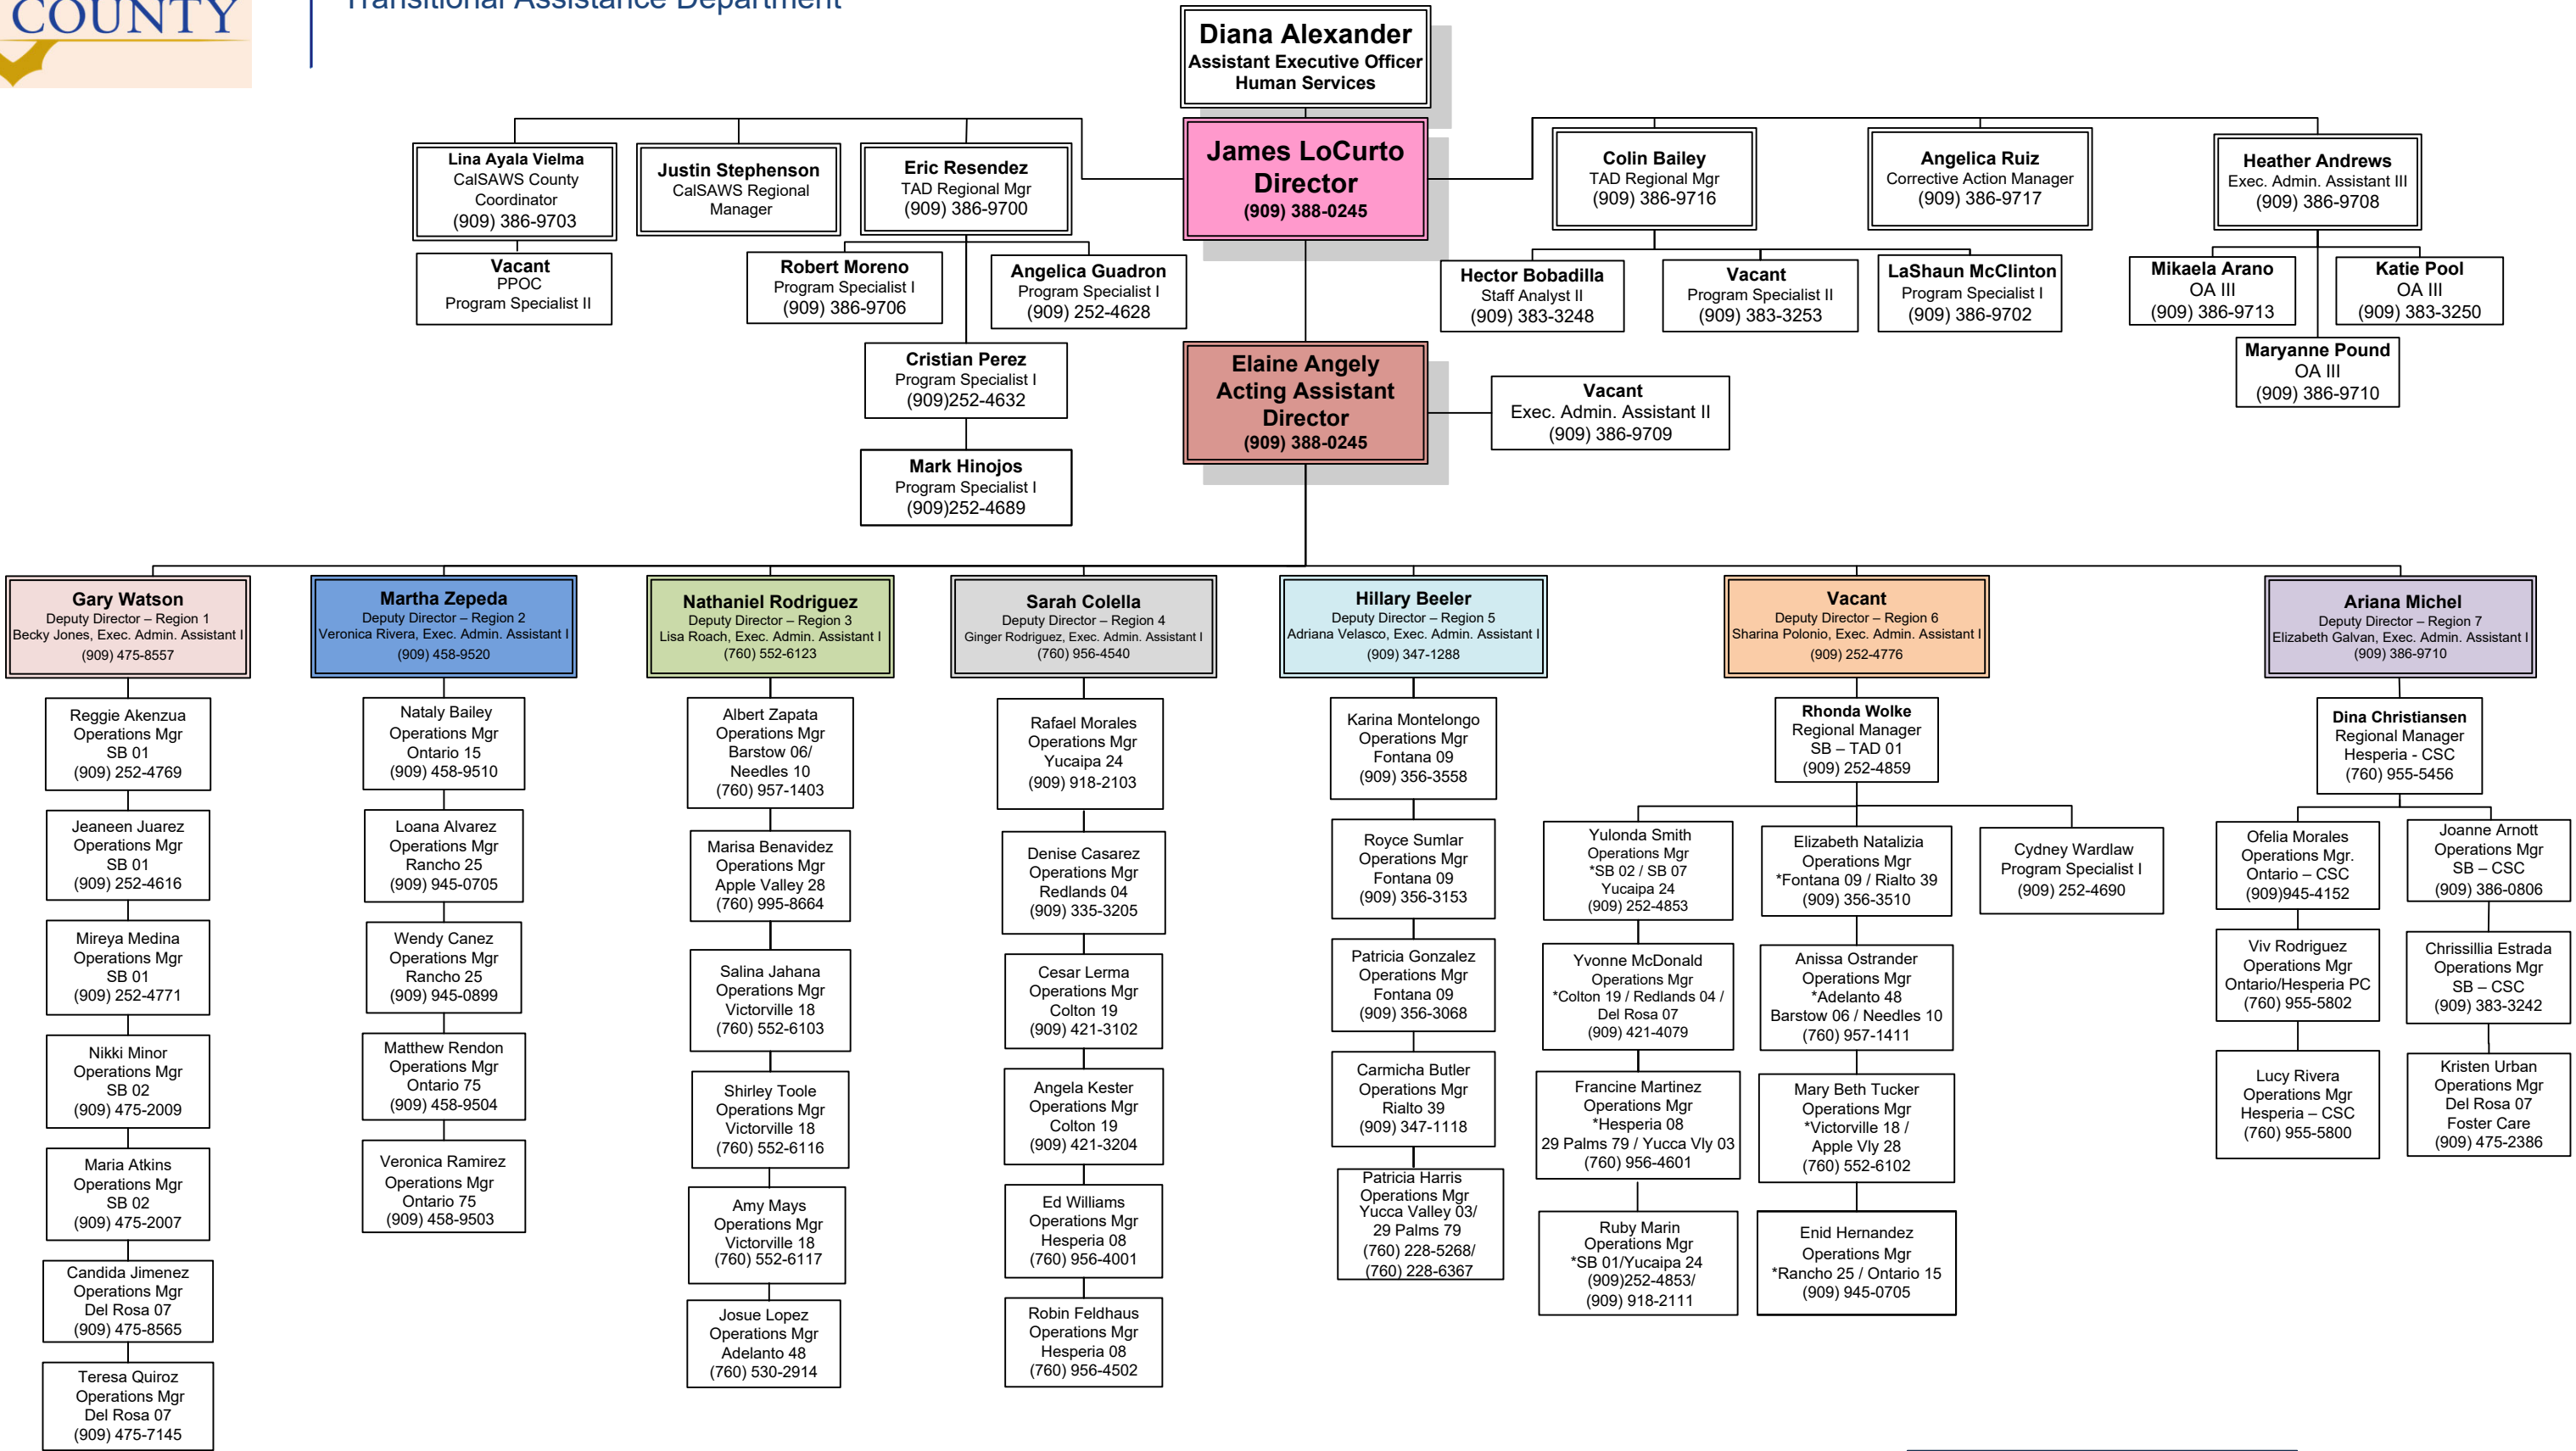 COUNTY
Transitional Assistance Department
Diana Alexander
Assistant Executive Officer
Human Services
James LoCurto
Director
(909) 388-0245
Lina Ayala Vielma
CalSAWS County
Coordinator
(909) 386-9703
Justin Stephenson
CalSAWS Regional
Manager
Eric Resendez
TAD Regional Mgr
(909) 386-9700
Colin Bailey
TAD Regional Mgr
(909) 386-9716
Angelica Ruiz
Corrective Action Manager
(909) 386-9717
Heather Andrews
Exec. Admin. Assistant III
(909) 386-9708
Vacant
PPOC
Program Specialist II
Robert Moreno
Program Specialist I
(909) 386-9706
Angelica Guadron
Program Specialist I
(909) 252-4628
Hector Bobadilla
Staff Analyst II
(909) 383-3248
Vacant
Program Specialist II
(909) 383-3253
LaShaun McClinton
Program Specialist I
(909) 386-9702
Mikaela Arano
OA III
(909) 386-9713
Katie Pool
OA III
(909) 383-3250
Cristian Perez
Program Specialist I
(909)252-4632
Maryanne Pound
OA III
(909) 386-9710
Elaine Angely
Acting Assistant
Director
(909) 388-0245
Vacant
Exec. Admin. Assistant II
(909) 386-9709
Mark Hinojos
Program Specialist I
(909)252-4689
Gary Watson
Deputy Director – Region 1
Becky Jones, Exec. Admin. Assistant I
(909) 475-8557
Reggie Akenzua
Operations Mgr
SB 01
(909) 252-4769
Jeaneen Juarez
Operations Mgr
SB 01
(909) 252-4616
Mireya Medina
Operations Mgr
SB 01
(909) 252-4771
Nikki Minor
Operations Mgr
SB 02
(909) 475-2009
Maria Atkins
Operations Mgr
SB 02
(909) 475-2007
Candida Jimenez
Operations Mgr
Del Rosa 07
(909) 475-8565
Teresa Quiroz
Operations Mgr
Del Rosa 07
(909) 475-7145
Martha Zepeda
Deputy Director – Region 2
Veronica Rivera, Exec. Admin. Assistant I
(909) 458-9520
Nataly Bailey
Operations Mgr
Ontario 15
(909) 458-9510
Loana Alvarez
Operations Mgr
Rancho 25
(909) 945-0705
Wendy Canez
Operations Mgr
Rancho 25
(909) 945-0899
Matthew Rendon
Operations Mgr
Ontario 75
(909) 458-9504
Veronica Ramirez
Operations Mgr
Ontario 75
(909) 458-9503
Nathaniel Rodriguez
Deputy Director – Region 3
Lisa Roach, Exec. Admin. Assistant I
(760) 552-6123
Albert Zapata
Operations Mgr
Barstow 06/
Needles 10
(760) 957-1403
Marisa Benavidez
Operations Mgr
Apple Valley 28
(760) 995-8664
Salina Jahana
Operations Mgr
Victorville 18
(760) 552-6103
Shirley Toole
Operations Mgr
Victorville 18
(760) 552-6116
Amy Mays
Operations Mgr
Victorville 18
(760) 552-6117
Josue Lopez
Operations Mgr
Adelanto 48
(760) 530-2914
Sarah Colella
Deputy Director – Region 4
Ginger Rodriguez, Exec. Admin. Assistant I
(760) 956-4540
Rafael Morales
Operations Mgr
Yucaipa 24
(909) 918-2103
Denise Casarez
Operations Mgr
Redlands 04
(909) 335-3205
Cesar Lerma
Operations Mgr
Colton 19
(909) 421-3102
Angela Kester
Operations Mgr
Colton 19
(909) 421-3204
Ed Williams
Operations Mgr
Hesperia 08
(760) 956-4001
Robin Feldhaus
Operations Mgr
Hesperia 08
(760) 956-4502
Hillary Beeler
Deputy Director – Region 5
Adriana Velasco, Exec. Admin. Assistant I
(909) 347-1288
Karina Montelongo
Operations Mgr
Fontana 09
(909) 356-3558
Royce Sumlar
Operations Mgr
Fontana 09
(909) 356-3153
Patricia Gonzalez
Operations Mgr
Fontana 09
(909) 356-3068
Carmicha Butler
Operations Mgr
Rialto 39
(909) 347-1118
Patricia Harris
Operations Mgr
Yucca Valley 03/
29 Palms 79
(760) 228-5268/
(760) 228-6367
Vacant
Deputy Director – Region 6
Sharina Polonio, Exec. Admin. Assistant I
(909) 252-4776
Rhonda Wolke
Regional Manager
SB – TAD 01
(909) 252-4859
Yulonda Smith
Operations Mgr
*SB 02 / SB 07
Yucaipa 24
(909) 252-4853
Yvonne McDonald
Operations Mgr
*Colton 19 / Redlands 04 /
Del Rosa 07
(909) 421-4079
Francine Martinez
Operations Mgr
*Hesperia 08
29 Palms 79 / Yucca Vly 03
(760) 956-4601
Ruby Marin
Operations Mgr
*SB 01/Yucaipa 24
(909)252-4853/
(909) 918-2111
Elizabeth Natalizia
Operations Mgr
*Fontana 09 / Rialto 39
(909) 356-3510
Anissa Ostrander
Operations Mgr
*Adelanto 48
Barstow 06 / Needles 10
(760) 957-1411
Mary Beth Tucker
Operations Mgr
*Victorville 18 /
Apple Vly 28
(760) 552-6102
Enid Hernandez
Operations Mgr
*Rancho 25 / Ontario 15
(909) 945-0705
Cydney Wardlaw
Program Specialist I
(909) 252-4690
Ariana Michel
Deputy Director – Region 7
Elizabeth Galvan, Exec. Admin. Assistant I
(909) 386-9710
Dina Christiansen
Regional Manager
Hesperia - CSC
(760) 955-5456
Ofelia Morales
Operations Mgr.
Ontario – CSC
(909)945-4152
Viv Rodriguez
Operations Mgr
Ontario/Hesperia PC
(760) 955-5802
Lucy Rivera
Operations Mgr
Hesperia – CSC
(760) 955-5800
Joanne Arnott
Operations Mgr
SB – CSC
(909) 386-0806
Chrissillia Estrada
Operations Mgr
SB – CSC
(909) 383-3242
Kristen Urban
Operations Mgr
Del Rosa 07
Foster Care
(909) 475-2386